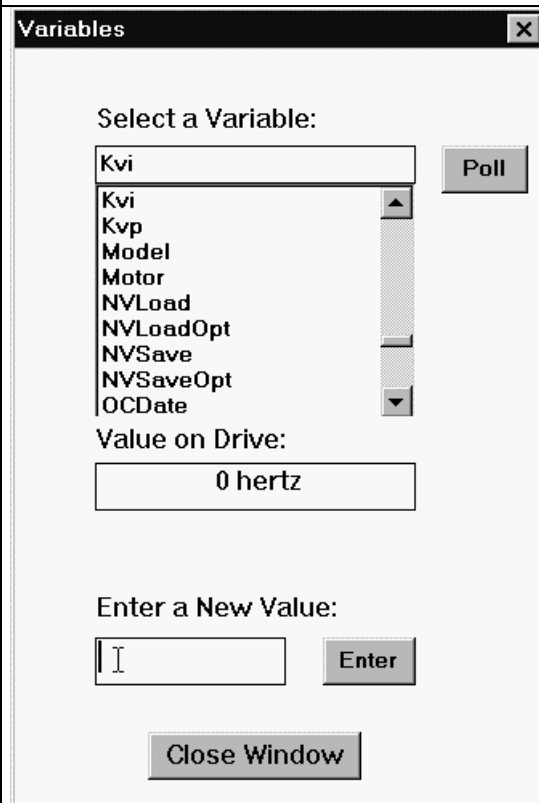 Variables
Select a Variable:
Kvi
Poll
Kvi
Kvp
Model
Motor
NVLoad
NVLoadOpt
NVSave
NVSaveOpt
OCDate
Value on Drive:
0 hertz
Enter a New Value:
Enter
Close Window